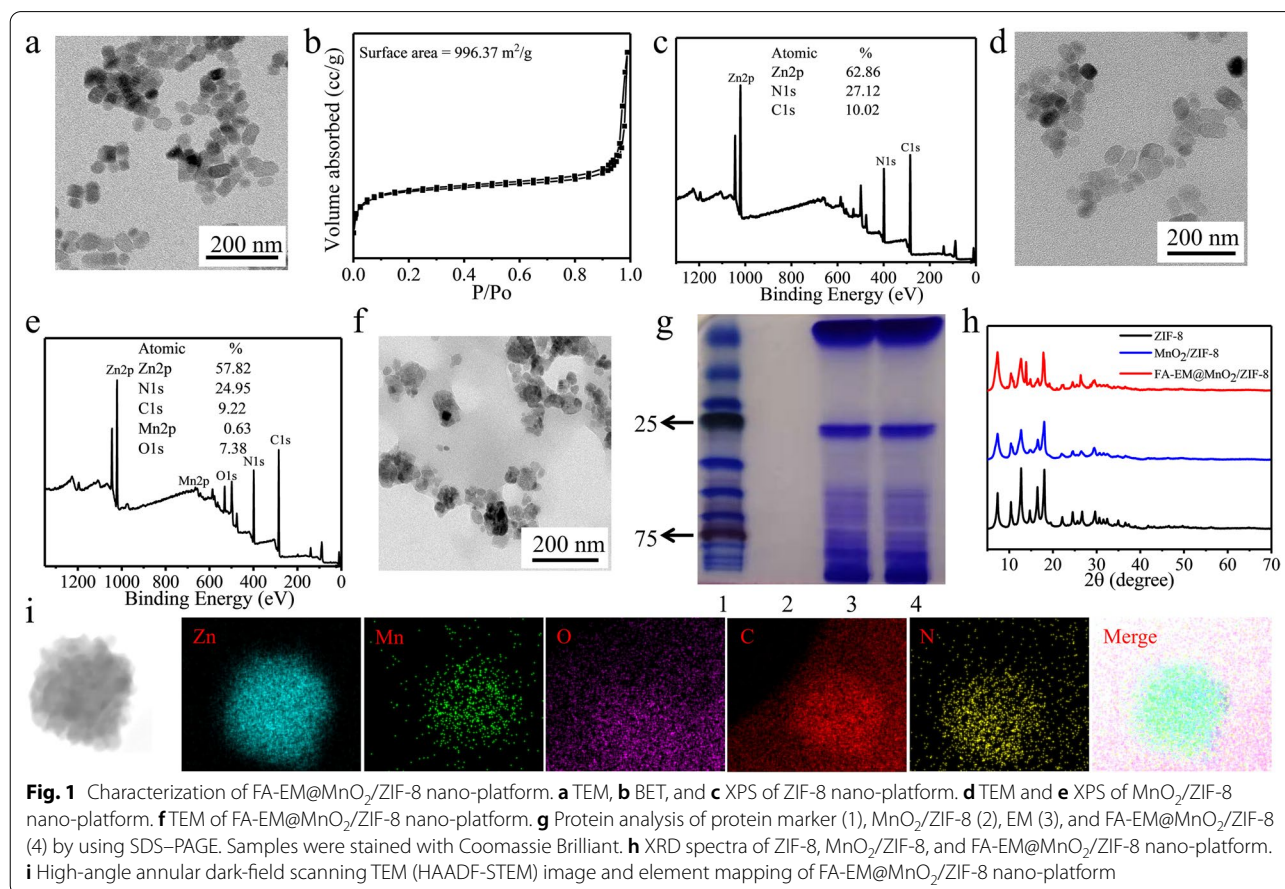 a
200 nm
b
Surface area = 996.37 m²/g
Volume absorbed (cc/g)
0.0 0.2 0.4 0.6 0.8 1.0
P/Po
c
Atomic %
Zn2p 62.86
N1s 27.12
C1s 10.02
Zn2p
N1s
C1s
1200 1000 800 600 400 200 0
Binding Energy (eV)
d
200 nm
e
Atomic %
Zn2p 57.82
N1s 24.95
C1s 9.22
Mn2p 0.63
O1s 7.38
Zn2p
Mn2p
O1s
N1s
C1s
1200 1000 800 600 400 200 0
Binding Energy (eV)
f
200 nm
g
25
75
1 2 3 4
h
ZIF-8
MnO₂/ZIF-8
FA-EM@MnO₂/ZIF-8
10 20 30 40 50 60 70
2θ (degree)
i
Zn
Mn
O
C
N
Merge
Fig. 1 Characterization of FA-EM@MnO₂/ZIF-8 nano-platform. a TEM, b BET, and c XPS of ZIF-8 nano-platform. d TEM and e XPS of MnO₂/ZIF-8
nano-platform. f TEM of FA-EM@MnO₂/ZIF-8 nano-platform. g Protein analysis of protein marker (1), MnO₂/ZIF-8 (2), EM (3), and FA-EM@MnO₂/ZIF-8
(4) by using SDS–PAGE. Samples were stained with Coomassie Brilliant. h XRD spectra of ZIF-8, MnO₂/ZIF-8, and FA-EM@MnO₂/ZIF-8 nano-platform.
i High-angle annular dark-field scanning TEM (HAADF-STEM) image and element mapping of FA-EM@MnO₂/ZIF-8 nano-platform